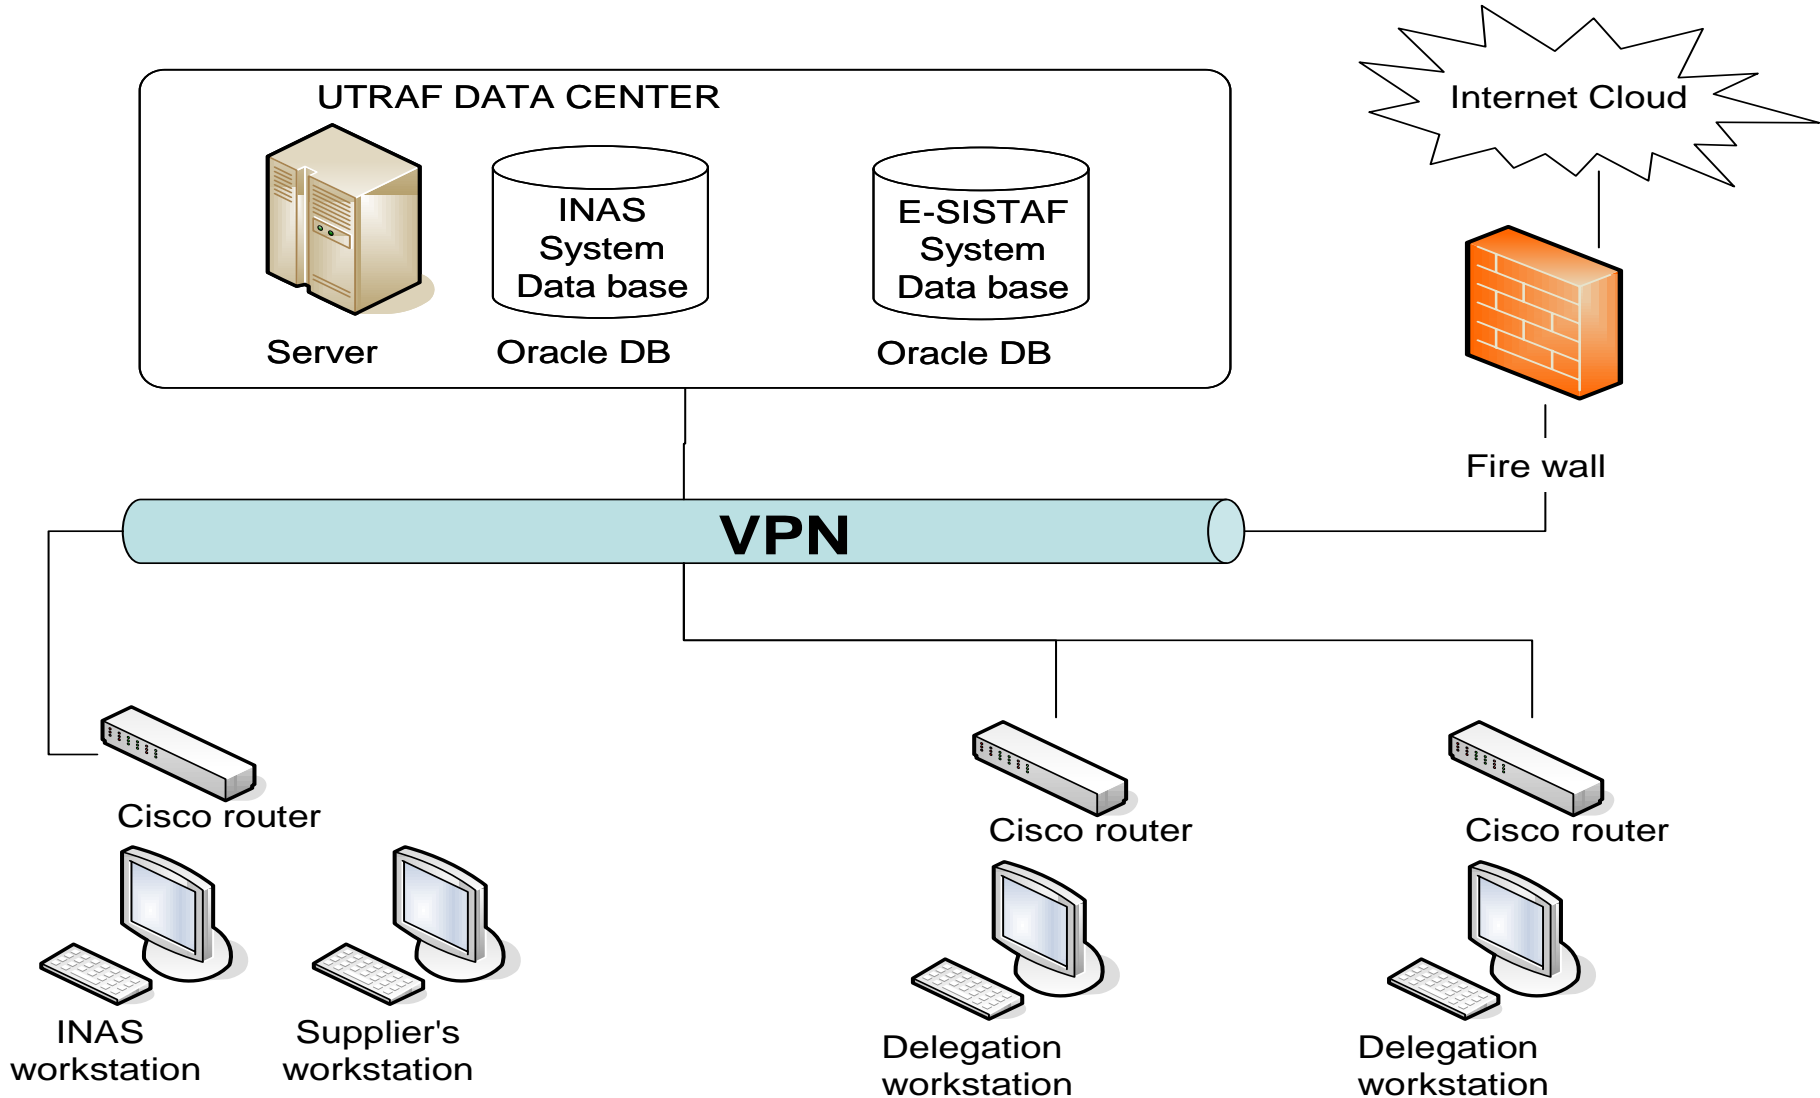 UTRAF DATA CENTER
Internet Cloud
INAS
System
Data base
E-SISTAF
System
Data base
Server
Oracle DB
Oracle DB
Fire wall
VPN
Cisco router
Cisco router
Cisco router
INAS
workstation
Supplier's
workstation
Delegation
workstation
Delegation
workstation